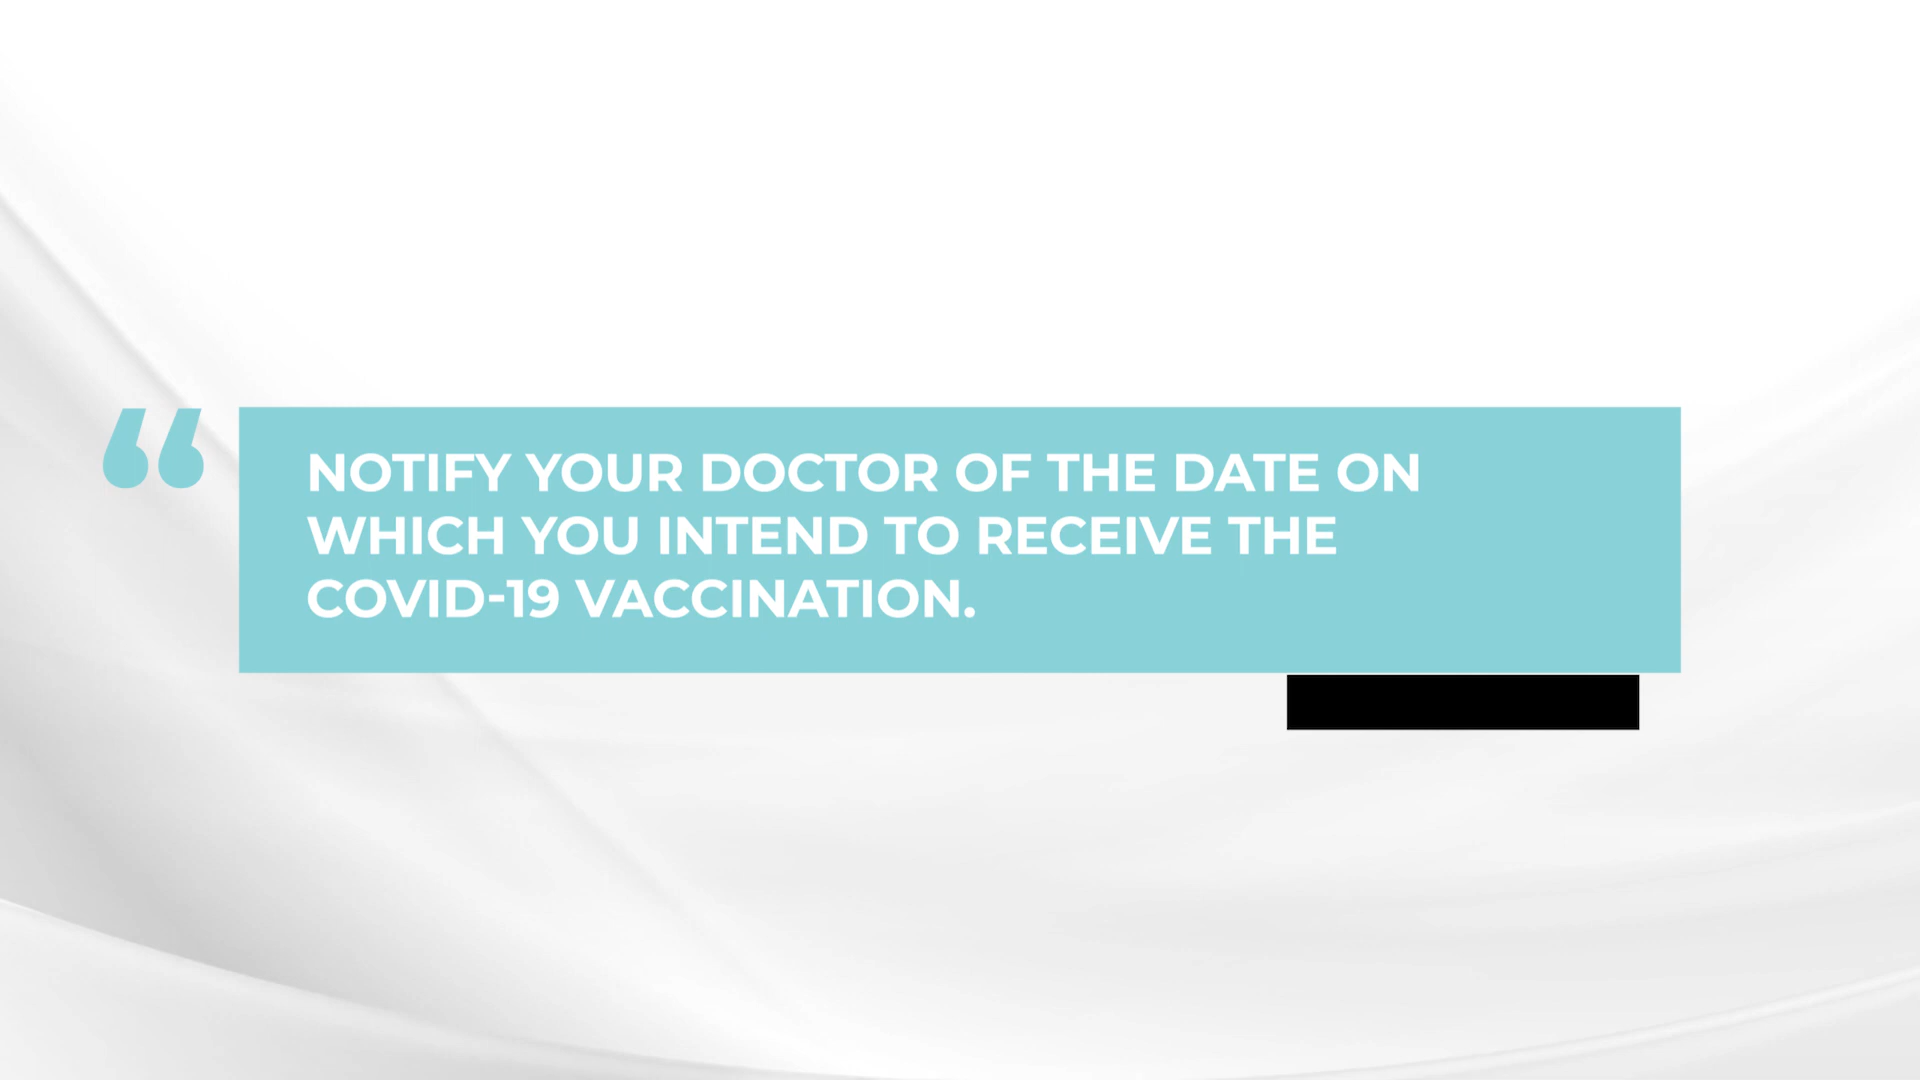 “
NOTIFY YOUR DOCTOR OF THE DATE ON
WHICH YOU INTEND TO RECEIVE THE
COVID-19 VACCINATION.